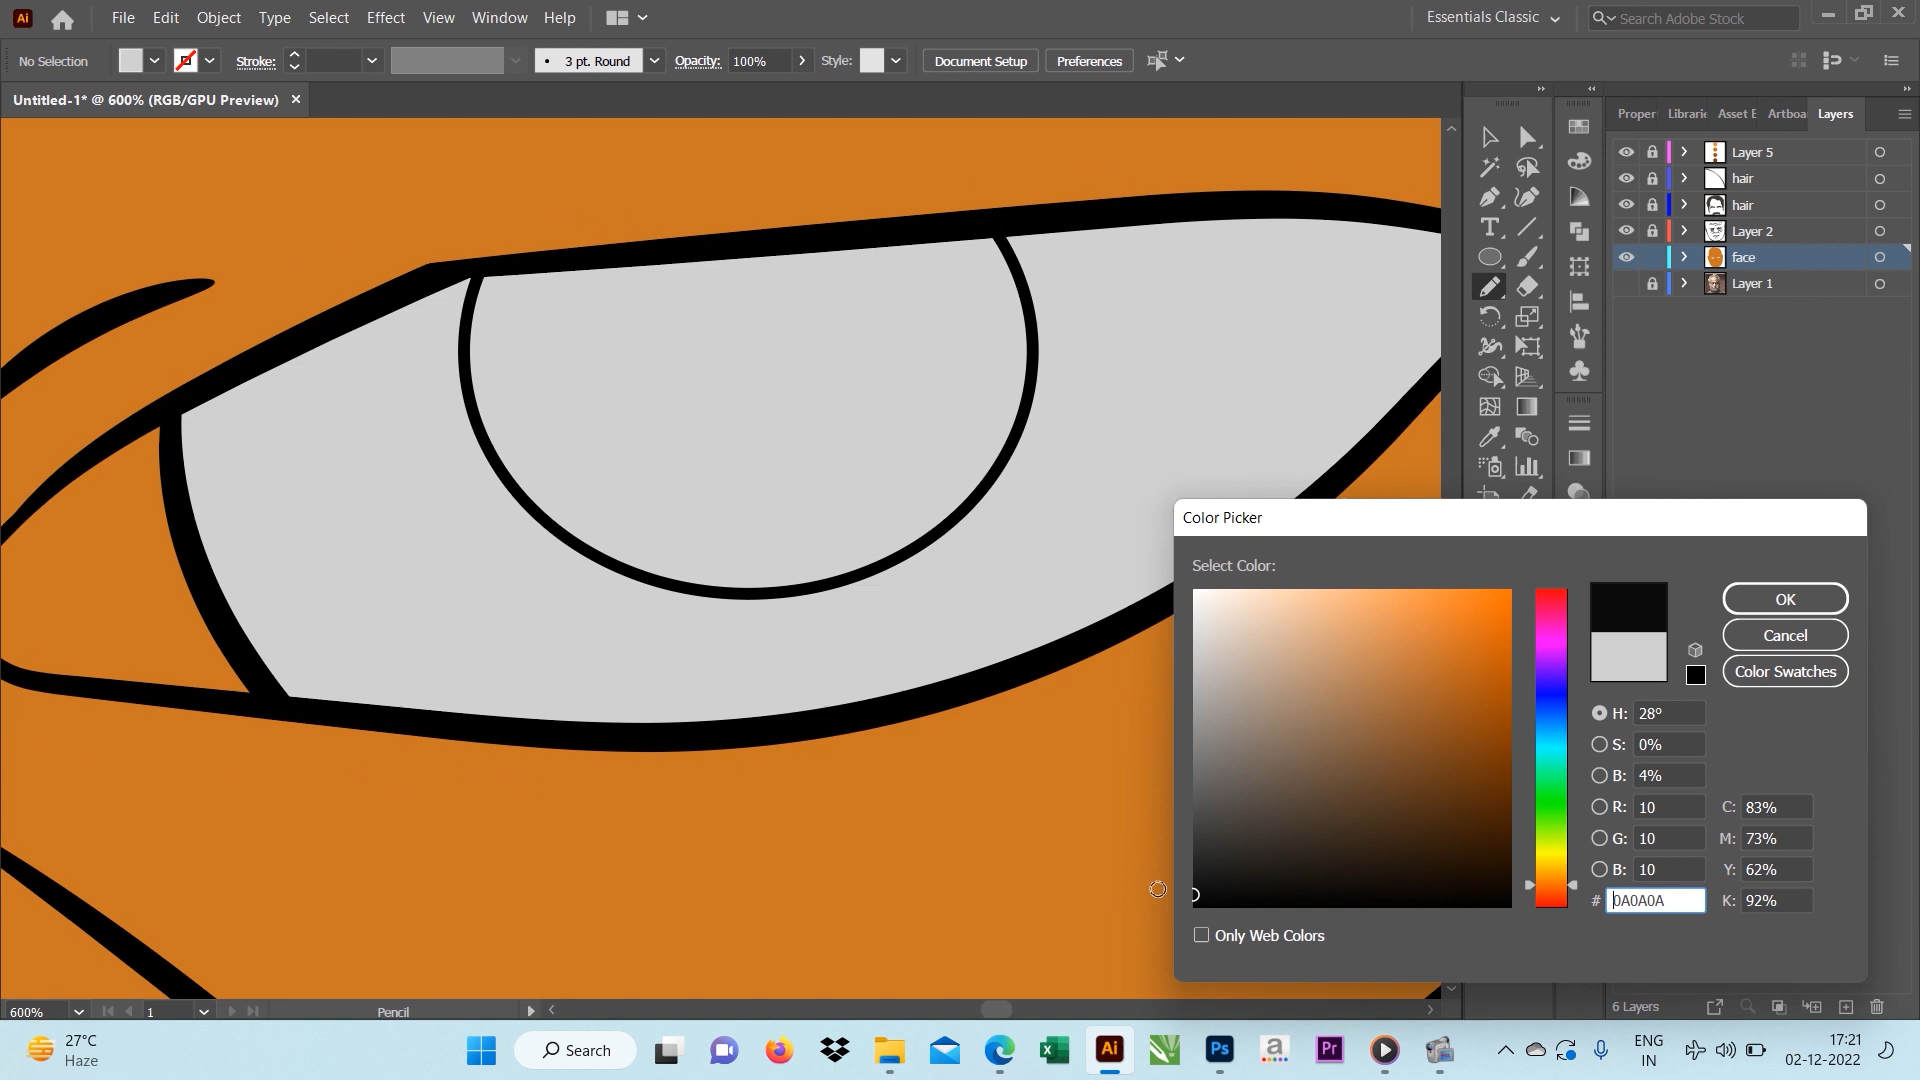 Ai File Edit Object Type Select Effect View Window Help Essentials Classic Search Adobe Stock
No Selection Stroke: 3 pt. Round Opacity: 100% Style: Document Setup Preferences
Untitled-1* @ 600% (RGB/GPU Preview)
Proper Librarie Asset E Artboa Layers
Layer 5
hair
hair
Layer 2
face
Layer 1
Color Picker
Select Color:
OK
Cancel
Color Swatches
H: 28°
S: 0%
B: 4%
R: 10 C: 83%
G: 10 M: 73%
B: 10 Y: 62%
# 0A0A0A K: 92%
Only Web Colors
600% 1 Pencil 6 Layers
27°C
Haze
Search
Ai
Ps
a
Pr
ENG
IN
17:21
02-12-2022